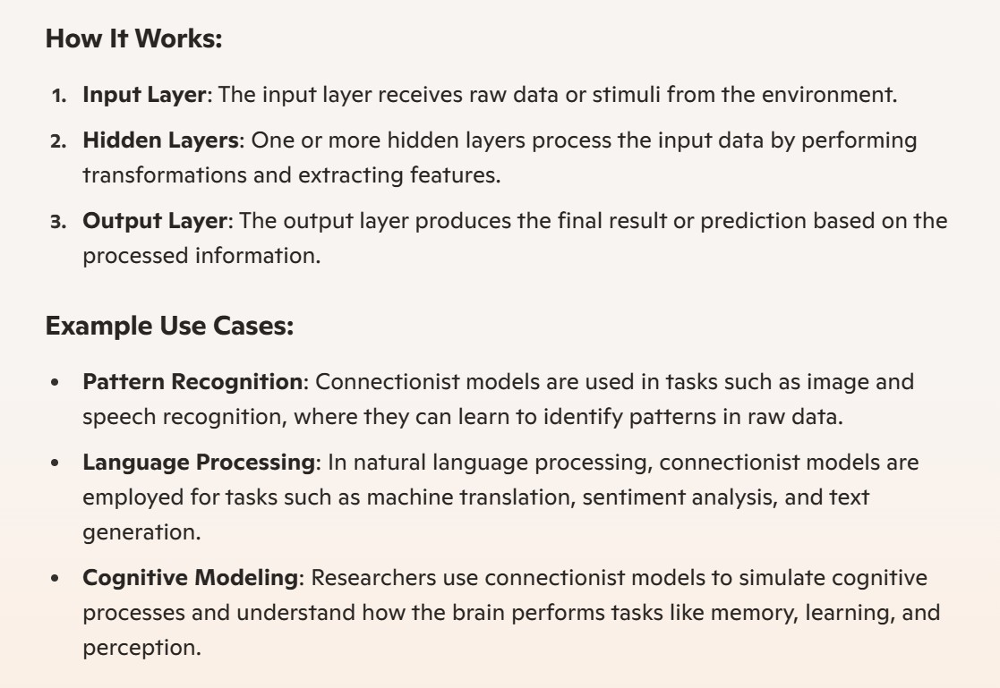 How It Works:
1. Input Layer: The input layer receives raw data or stimuli from the environment.
2. Hidden Layers: One or more hidden layers process the input data by performing
transformations and extracting features.
3. Output Layer: The output layer produces the final result or prediction based on the
processed information.
Example Use Cases:
• Pattern Recognition: Connectionist models are used in tasks such as image and
speech recognition, where they can learn to identify patterns in raw data.
• Language Processing: In natural language processing, connectionist models are
employed for tasks such as machine translation, sentiment analysis, and text
generation.
• Cognitive Modeling: Researchers use connectionist models to simulate cognitive
processes and understand how the brain performs tasks like memory, learning, and
perception.